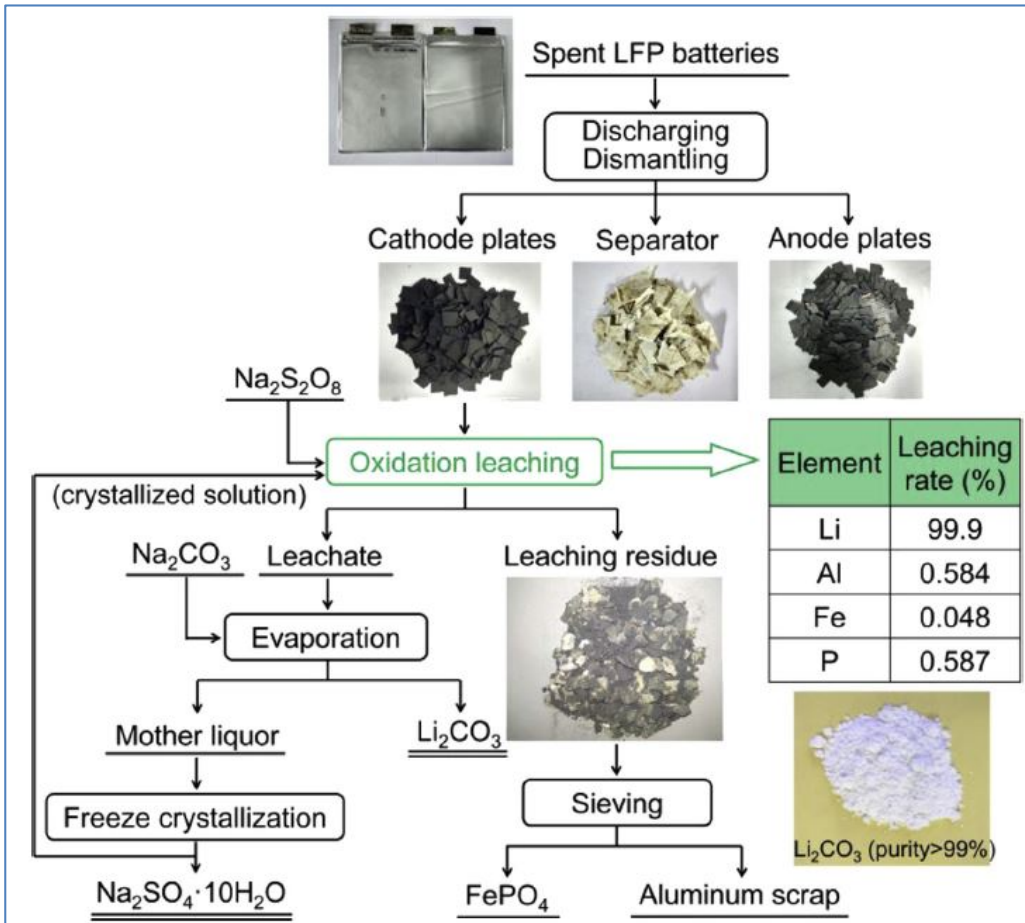 Spent LFP batteries
Discharging
Dismantling
Cathode plates
Separator
Anode plates
Na₂S₂O₈
Oxidation leaching
(crystallized solution)
Element
Leaching
rate (%)
Li
99.9
Al
0.584
Fe
0.048
P
0.587
Na₂CO₃
Leachate
Leaching residue
Evaporation
Mother liquor
Li₂CO₃
Freeze crystallization
Sieving
Li₂CO₃ (purity>99%)
Na₂SO₄·10H₂O
FePO₄
Aluminum scrap